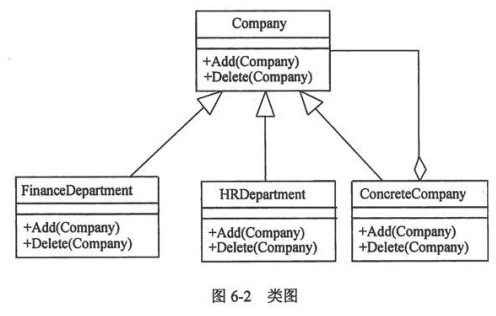 Company
+Add(Company)
+Delete(Company)
FinanceDepartment
+Add(Company)
+Delete(Company)
HRDepartment
+Add(Company)
+Delete(Company)
ConcreteCompany
+Add(Company)
+Delete(Company)
图 6-2 类图